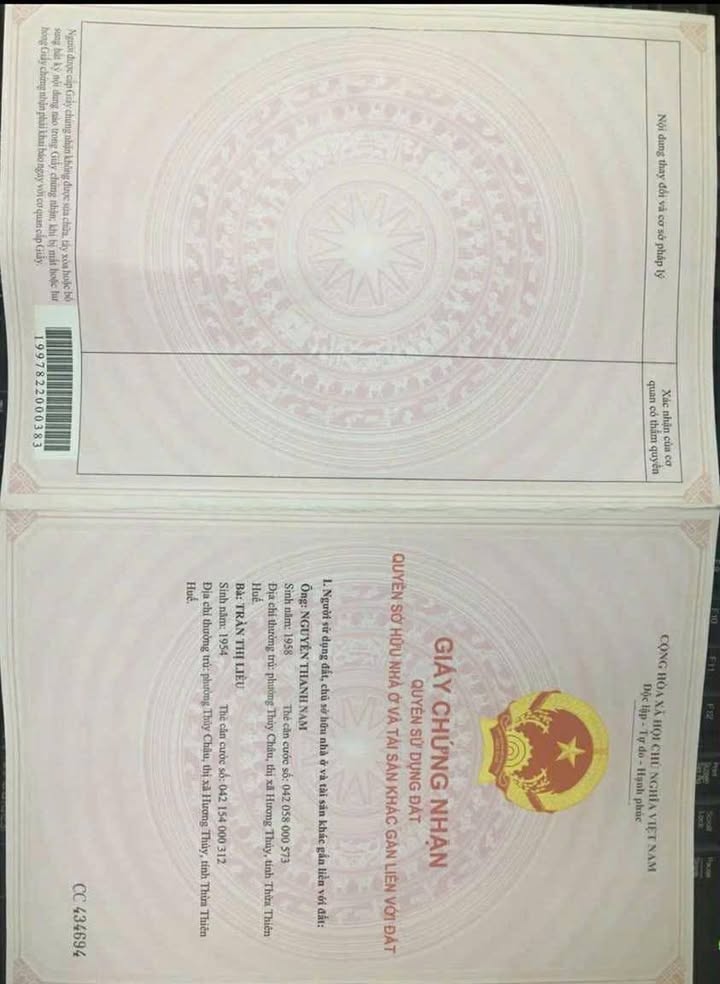 Nội dung thay đổi và cơ sở pháp lý
Xác nhận của cơ
quan có thẩm quyền
Người được cấp Giấy chứng nhận không được sửa chữa, tẩy xóa hoặc bổ
sung bất kỳ nội dung nào trong Giấy chứng nhận; khi bị mất hoặc hư
hỏng Giấy chứng nhận phải khai báo ngay với cơ quan cấp Giấy.
1997822000383
CỘNG HÒA XÃ HỘI CHỦ NGHĨA VIỆT NAM
Độc lập - Tự do - Hạnh phúc
GIẤY CHỨNG NHẬN
QUYỀN SỬ DỤNG ĐẤT
QUYỀN SỞ HỮU NHÀ Ở VÀ TÀI SẢN KHÁC GẮN LIỀN VỚI ĐẤT
I. Người sử dụng đất, chủ sở hữu nhà ở và tài sản khác gắn liền với đất:
Ông: NGUYỄN THANH NAM
Sinh năm: 1958 Thẻ căn cước số: 042 058 000 573
Địa chỉ thường trú: phường Thủy Châu, thị xã Hương Thủy, tỉnh Thừa Thiên
Huế.
Bà: TRẦN THỊ LIỄU
Sinh năm: 1954 Thẻ căn cước số: 042 154 000 312
Địa chỉ thường trú: phường Thủy Châu, thị xã Hương Thủy, tỉnh Thừa Thiên
Huế.
CC 434694
F10
F11
F12
Scroll
Lock
Pause